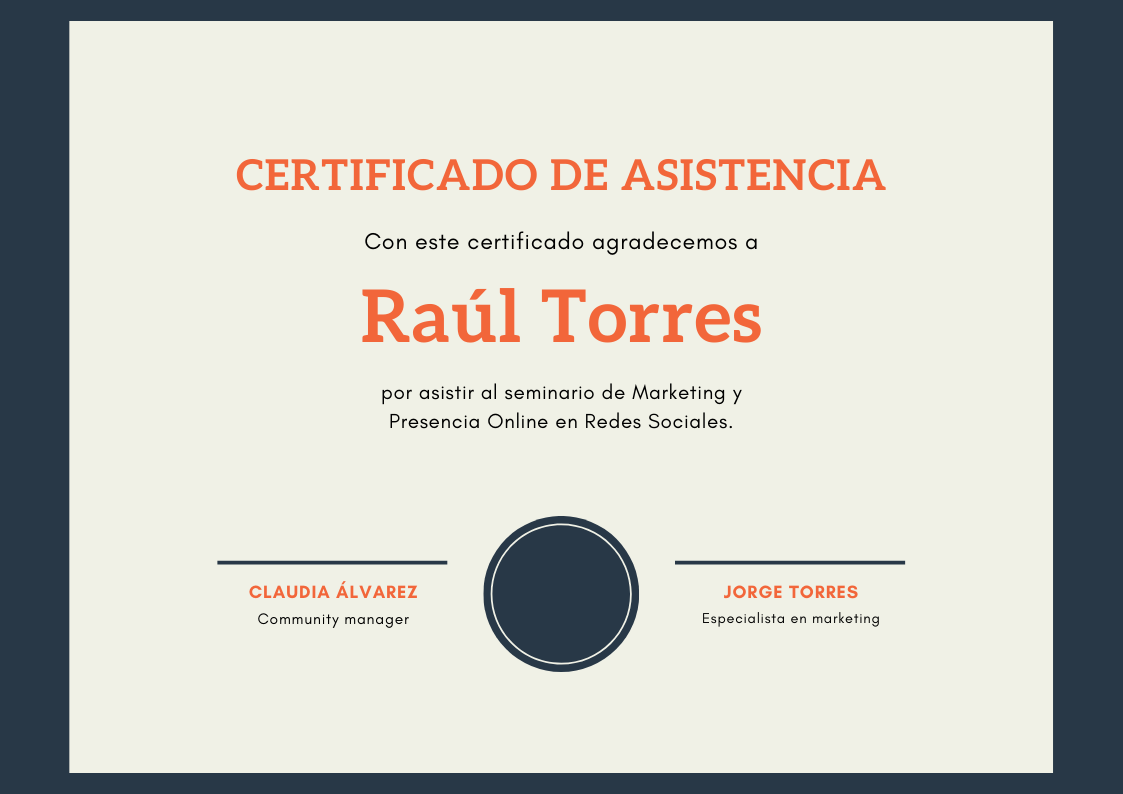 CERTIFICADO DE ASISTENCIA
Con este certificado agradecemos a
Raúl Torres
por asistir al seminario de Marketing y
Presencia Online en Redes Sociales.
CLAUDIA ÁLVAREZ
Community manager
JORGE TORRES
Especialista en marketing